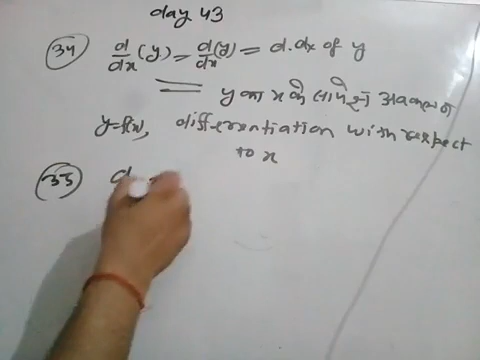 day 43
(34) d/dx (y) = d(y)/dx = d.dx of y
y का x के सापेक्ष अवकलन
y=f(x), differentiation with respect
to x
(35) d